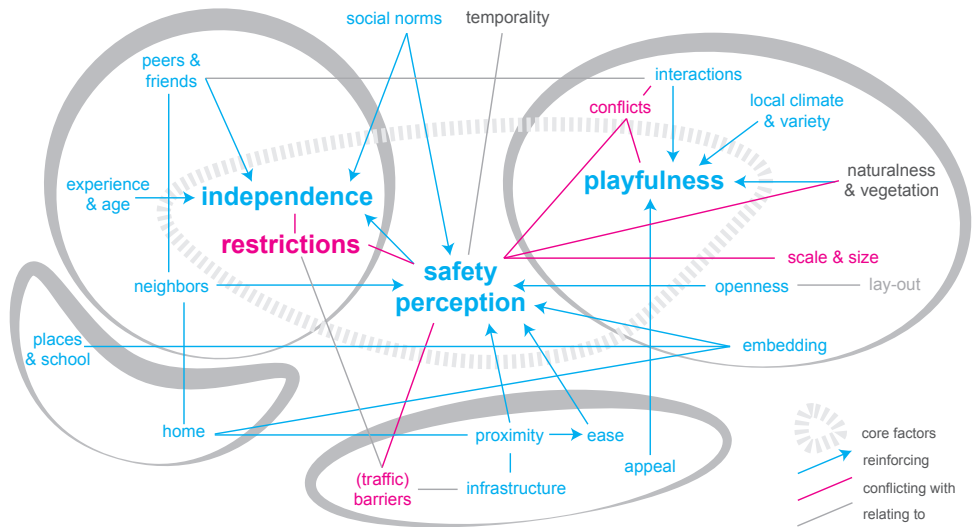 social norms
temporality
peers &
friends
interactions
conflicts
local climate
& variety
experience
& age
independence
playfulness
naturalness
& vegetation
restrictions
safety
perception
scale & size
neighbors
openness
lay-out
places
& school
embedding
home
proximity
ease
appeal
(traffic)
barriers
infrastructure
core factors
reinforcing
conflicting with
relating to